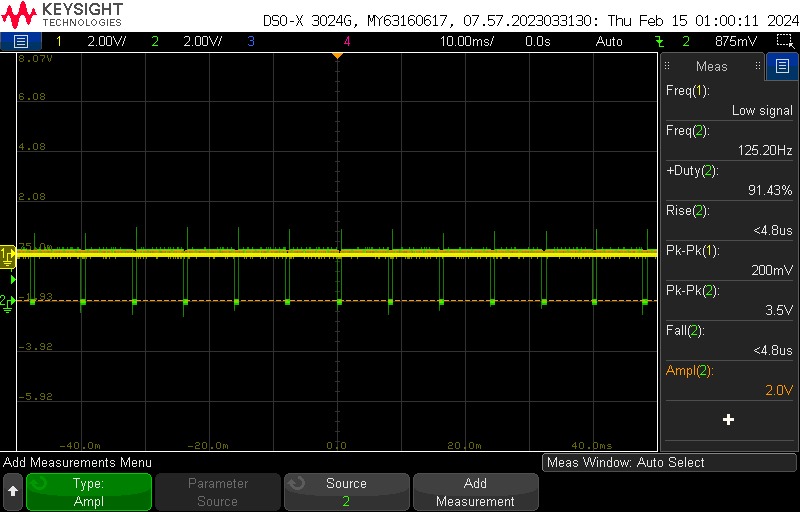 KEYSIGHT
TECHNOLOGIES
DSO-X 3024G, MY63160617, 07.57.2023033130: Thu Feb 15 01:00:11 2024
1 2.00V/ 2 2.00V/ 3 4 10.00ms/ 0.0s Auto 2 875mV
8.07V
6.08
4.08
2.08
-1.93
-3.92
-5.92
-40.0m -20.0m 0.0 20.0m 40.0ms
1
2
Meas
Freq(1):
Low signal
Freq(2):
125.20Hz
+Duty(2):
91.43%
Rise(2):
<4.8us
Pk-Pk(1):
200mV
Pk-Pk(2):
3.5V
Fall(2):
<4.8us
Ampl(2):
2.0V
Add Measurements Menu
Meas Window: Auto Select
Type:
Ampl
Parameter
Source
Source
2
Add
Measurement